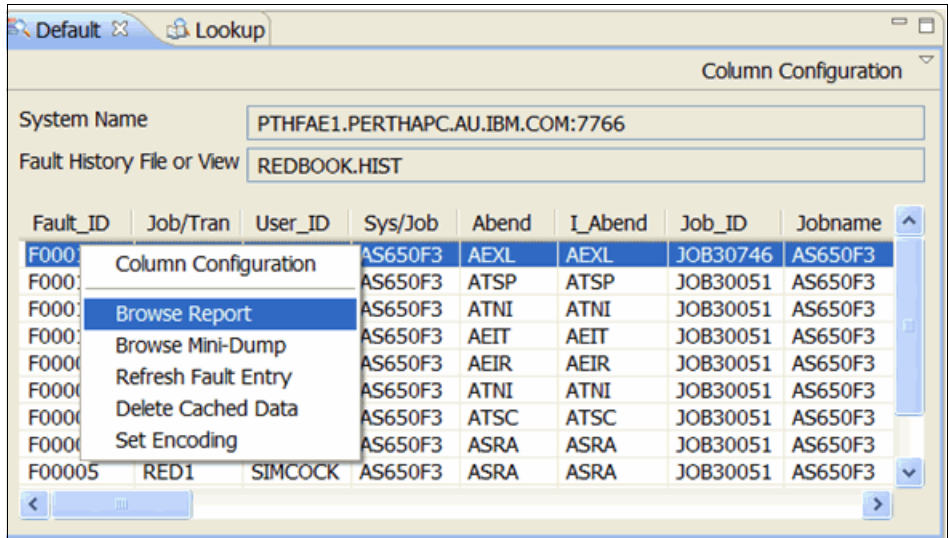 Default Lookup
Column Configuration
System Name PTHFAE1.PERTHAPC.AU.IBM.COM:7766
Fault History File or View REDBOOK.HIST
Fault_ID Job/Tran User_ID Sys/Job Abend I_Abend Job_ID Jobname
AS650F3 AEXL AEXL JOB30746 AS650F3
Column Configuration
AS650F3 ATSP ATSP JOB30051 AS650F3
Browse Report AS650F3 ATNI ATNI JOB30051 AS650F3
Browse Mini-Dump AS650F3 AEIT AEIT JOB30051 AS650F3
Refresh Fault Entry AS650F3 AEIR AEIR JOB30051 AS650F3
AS650F3 ATNI ATNI JOB30051 AS650F3
Delete Cached Data AS650F3 ATSC ATSC JOB30051 AS650F3
Set Encoding AS650F3 ASRA ASRA JOB30051 AS650F3
F00005 RED1 SIMCOCK AS650F3 ASRA ASRA JOB30051 AS650F3